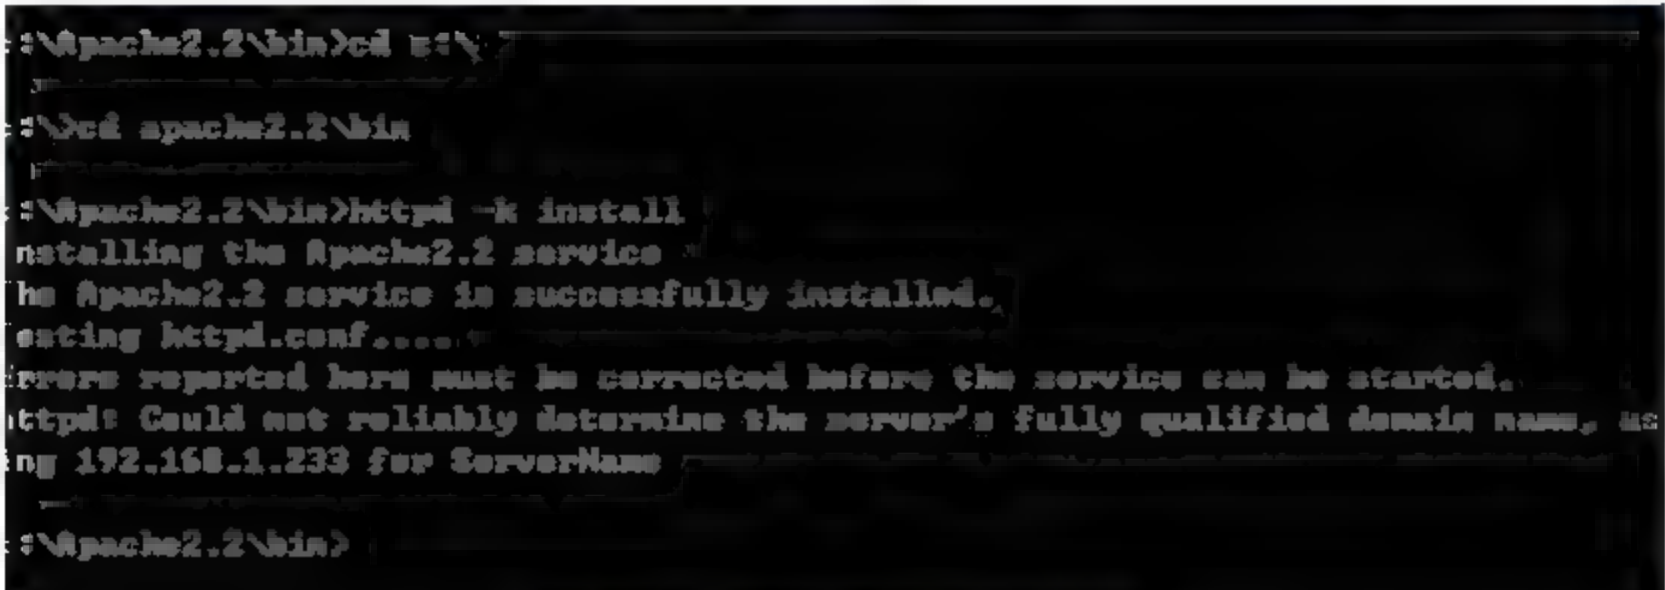 :\Apache2.2\bin>cd c:\
:\>cd apache2.2\bin
:\Apache2.2\bin>httpd -k install
nstalling the Apache2.2 service
he Apache2.2 service is successfully installed.
esting httpd.conf....
rrors reported here must be corrected before the service can be started.
ttpd: Could not reliably determine the server's fully qualified domain name, us
ng 192.168.1.233 for ServerName
:\Apache2.2\bin>